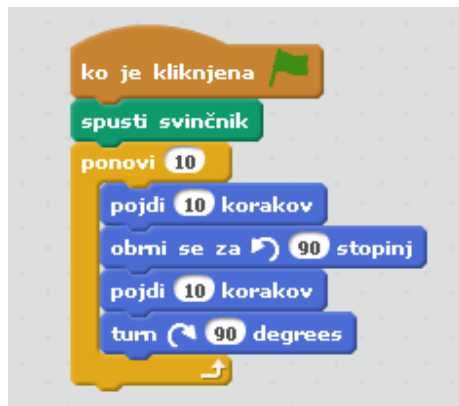 ko je kliknjena
spusti svinčnik
ponovi 10
pojdi 10 korakov
obrni se za 90 stopinj
pojdi 10 korakov
turn 90 degrees